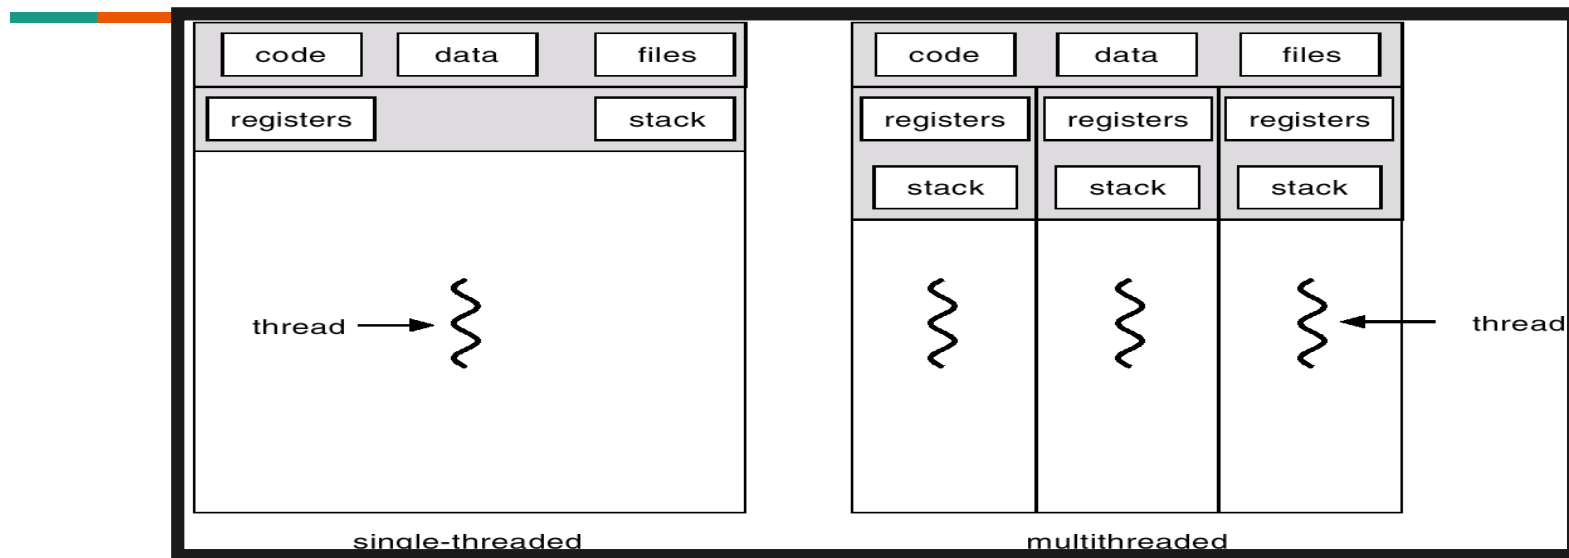 code data files
registers stack
thread
single-threaded
code data files
registers registers registers
stack stack stack
thread
multithreaded